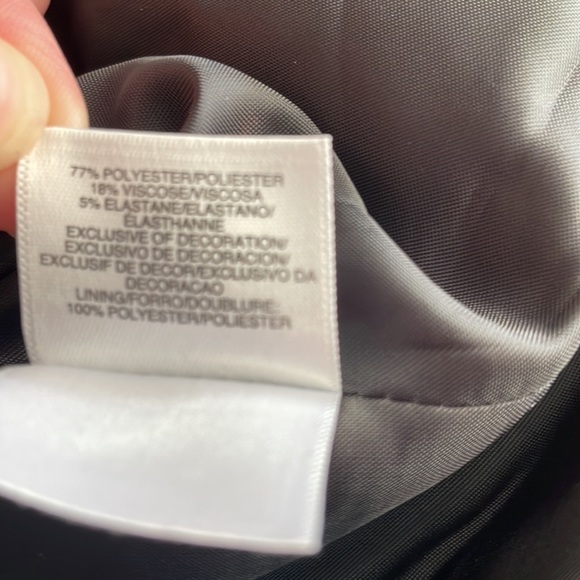 77% POLYESTER/POLIESTER
18% VISCOSE/VISCOSA
5% ELASTANE/ELASTANO/
ÉLASTHANNE
EXCLUSIVE OF DECORATION/
EXCLUSIVO DE DECORACION/
EXCLUSIF DE DECOR/EXCLUSIVO DA
DECORACAO
LINING/FORRO/DOUBLURE:
100% POLYESTER/POLIESTER